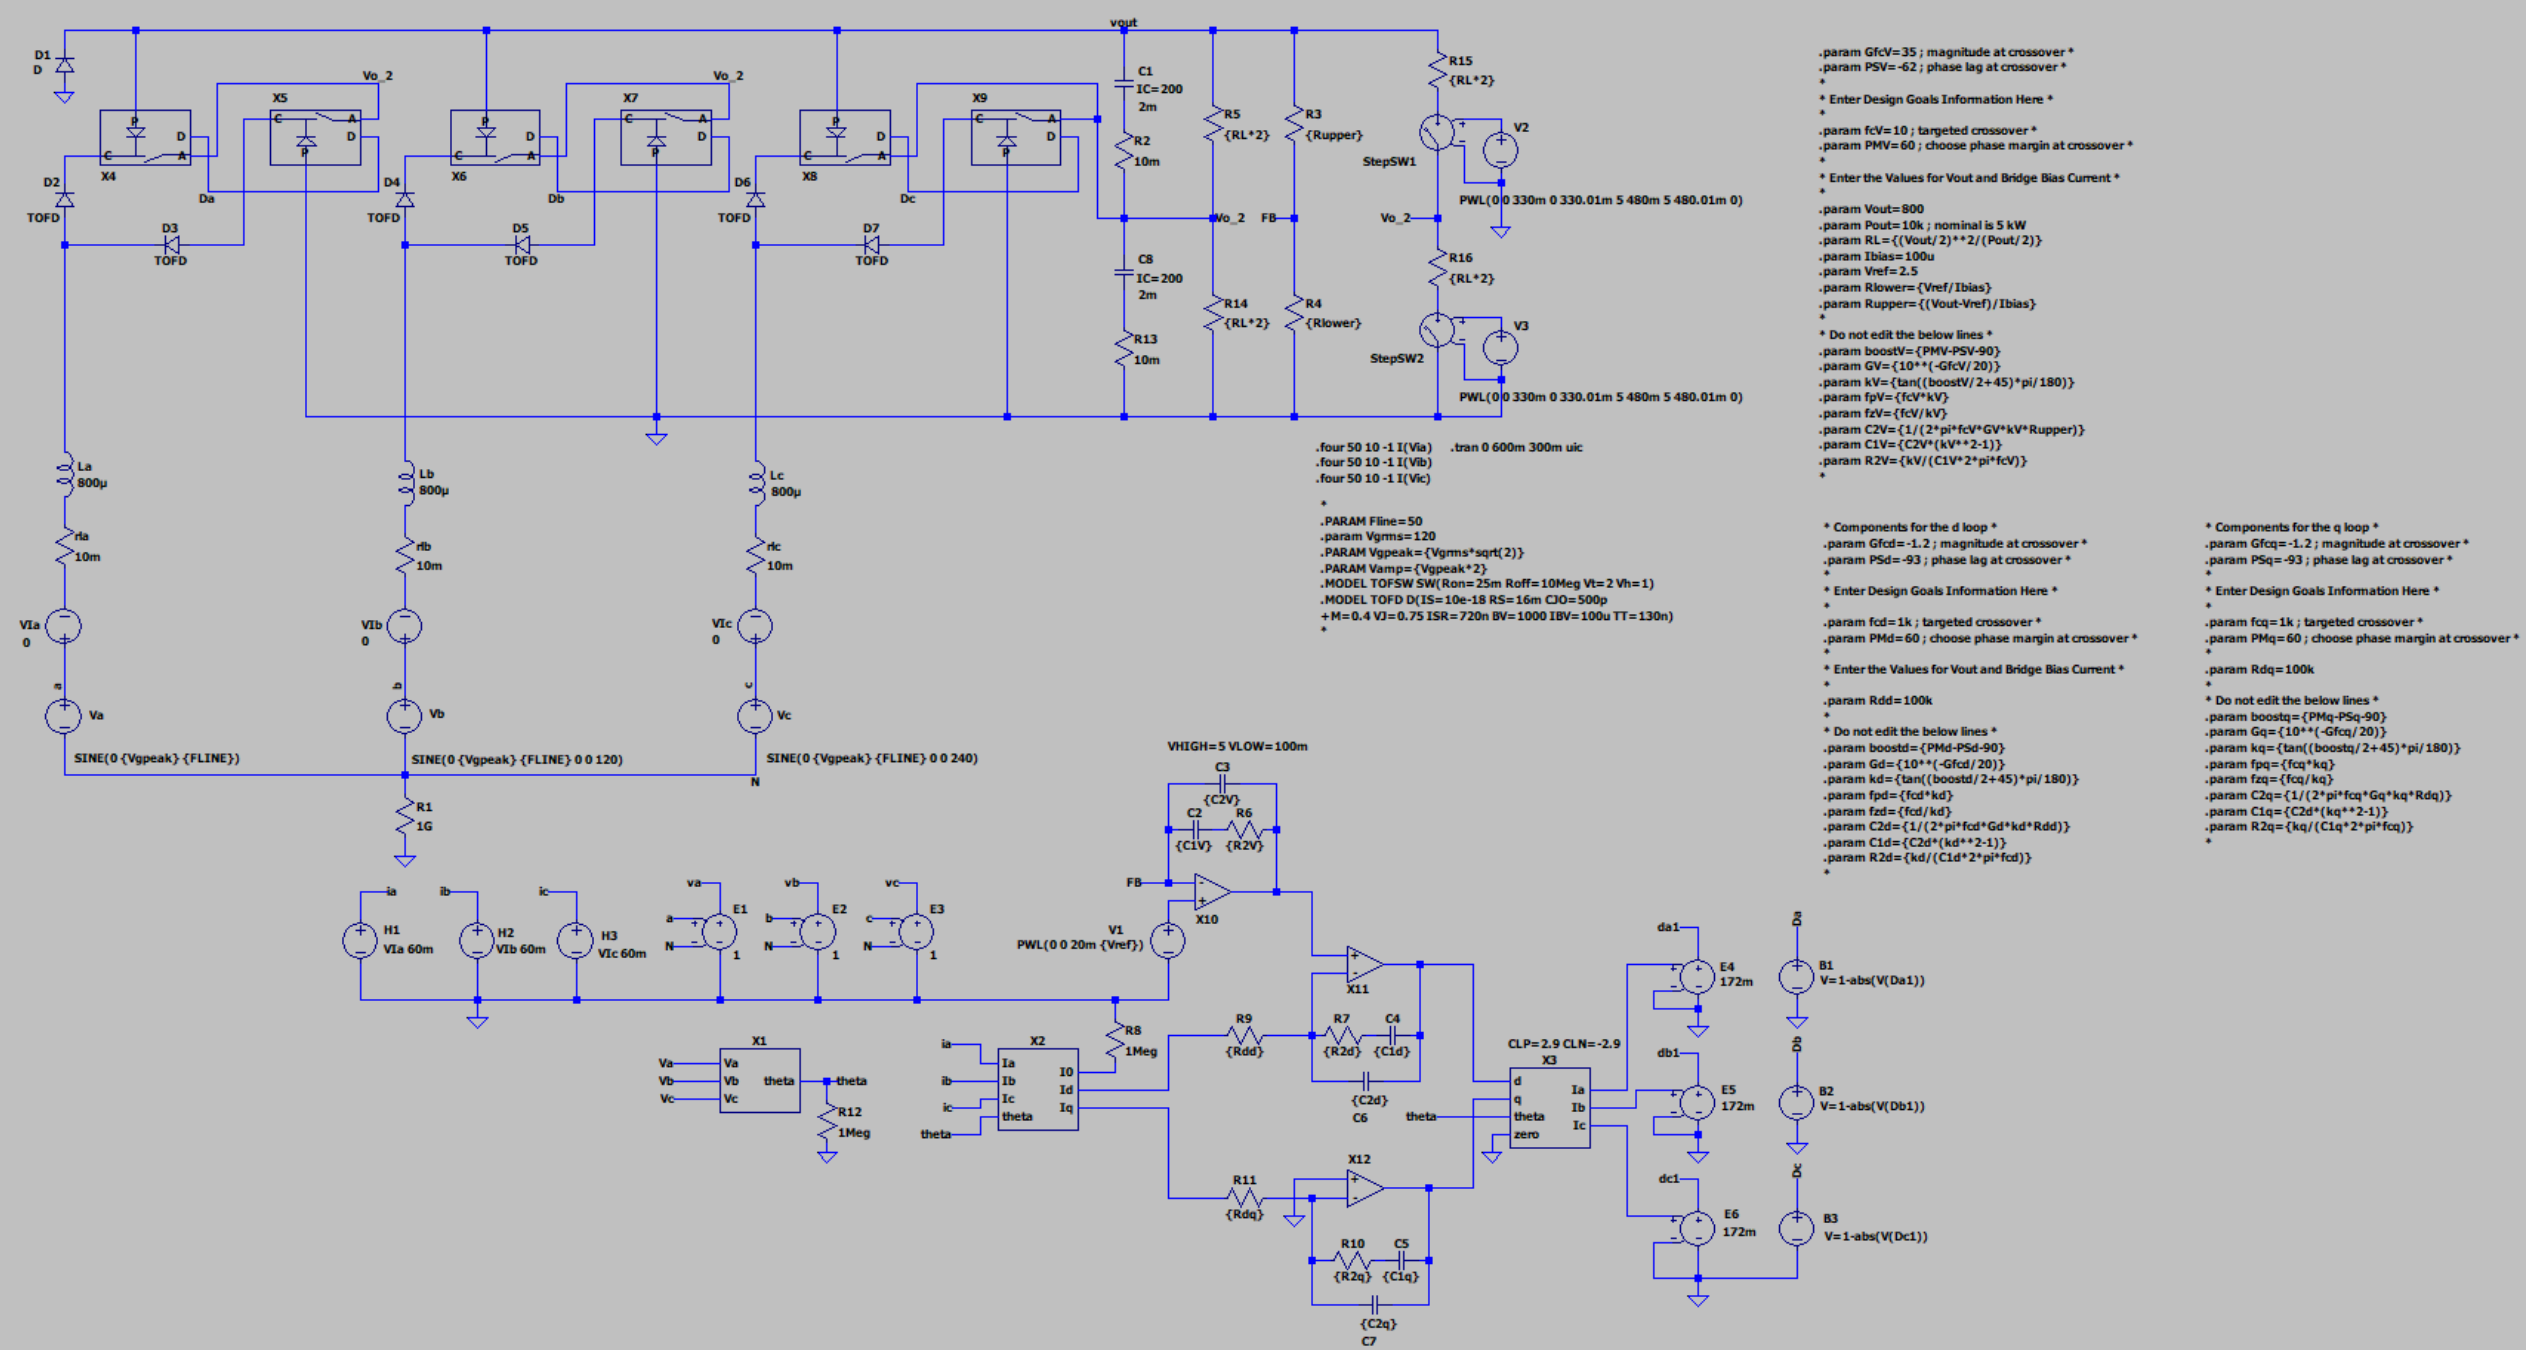 vout
D1
D
Vo_2
Vo_2
X5
X7
X9
P
D
C
A
X4
C
A
D
P
P
D
C
A
X6
C
A
D
P
P
D
C
A
X8
C
A
D
P
D2
TOFD
Da
D3
TOFD
D4
TOFD
Db
D5
TOFD
D6
TOFD
Dc
D7
TOFD
C1
IC=200
2m
R2
10m
C8
IC=200
2m
R13
10m
R5
{RL*2}
R14
{RL*2}
Vo_2
FB
R3
{Rupper}
R4
{Rlower}
R15
{RL*2}
StepSW1
V2
PWL(0 0 330m 0 330.01m 5 480m 5 480.01m 0)
Vo_2
R16
{RL*2}
StepSW2
V3
PWL(0 0 330m 0 330.01m 5 480m 5 480.01m 0)
.param GfcV=35 ; magnitude at crossover *
.param PSV=-62 ; phase lag at crossover *
*
* Enter Design Goals Information Here *
*
.param fcV=10 ; targeted crossover *
.param PMV=60 ; choose phase margin at crossover *
*
* Enter the Values for Vout and Bridge Bias Current *
*
.param Vout=800
.param Pout=10k ; nominal is 5 kW
.param RL={(Vout/2)**2/(Pout/2)}
.param Ibias=100u
.param Vref=2.5
.param Rlower={Vref/Ibias}
.param Rupper={(Vout-Vref)/Ibias}
*
* Do not edit the below lines *
.param boostV={PMV-PSV-90}
.param GV={10**(-GfcV/20)}
.param kV={tan((boostV/2+45)*pi/180)}
.param fpV={fcV*kV}
.param fzV={fcV/kV}
.param C2V={1/(2*pi*fcV*GV*kV*Rupper)}
.param C1V={C2V*(kV**2-1)}
.param R2V={kV/(C1V*2*pi*fcV)}
*
.four 50 10 -1 I(Via)
.four 50 10 -1 I(Vib)
.four 50 10 -1 I(Vic)
.tran 0 600m 300m uic
*
.PARAM Fline=50
.param Vgrms=120
.PARAM Vgpeak={Vgrms*sqrt(2)}
.PARAM Vamp={Vgpeak*2}
.MODEL TOFSW SW(Ron=25m Roff=10Meg Vt=2 Vh=1)
.MODEL TOFD D(IS=10e-18 RS=16m CJO=500p
+M=0.4 VJ=0.75 ISR=720n BV=1000 IBV=100u TT=130n)
*
La
800µ
rla
10m
VIa
0
a
Va
SINE(0 {Vgpeak} {FLINE})
Lb
800µ
rlb
10m
VIb
0
b
Vb
SINE(0 {Vgpeak} {FLINE} 0 0 120)
Lc
800µ
rlc
10m
VIc
0
c
Vc
SINE(0 {Vgpeak} {FLINE} 0 0 240)
N
R1
1G
* Components for the d loop *
.param Gfcd=-1.2 ; magnitude at crossover *
.param PSd=-93 ; phase lag at crossover *
*
* Enter Design Goals Information Here *
*
.param fcd=1k ; targeted crossover *
.param PMd=60 ; choose phase margin at crossover *
*
* Enter the Values for Vout and Bridge Bias Current *
*
.param Rdd=100k
*
* Do not edit the below lines *
.param boostd={PMd-PSd-90}
.param Gd={10**(-Gfcd/20)}
.param kd={tan((boostd/2+45)*pi/180)}
.param fpd={fcd*kd}
.param fzd={fcd/kd}
.param C2d={1/(2*pi*fcd*Gd*kd*Rdd)}
.param C1d={C2d*(kd**2-1)}
.param R2d={kd/(C1d*2*pi*fcd)}
*
* Components for the q loop *
.param Gfcq=-1.2 ; magnitude at crossover *
.param PSq=-93 ; phase lag at crossover *
*
* Enter Design Goals Information Here *
*
.param fcq=1k ; targeted crossover *
.param PMq=60 ; choose phase margin at crossover *
*
.param Rdq=100k
*
* Do not edit the below lines *
.param boostq={PMq-PSq-90}
.param Gq={10**(-Gfcq/20)}
.param kq={tan((boostq/2+45)*pi/180)}
.param fpq={fcq*kq}
.param fzq={fcq/kq}
.param C2q={1/(2*pi*fcq*Gq*kq*Rdq)}
.param C1q={C2d*(kq**2-1)}
.param R2q={kq/(C1q*2*pi*fcq)}
*
VHIGH=5 VLOW=100m
C3
{C2V}
C2
{C1V}
R6
{R2V}
FB
X10
V1
PWL(0 0 20m {Vref})
ia
H1
VIa 60m
ib
H2
VIb 60m
ic
H3
VIc 60m
va
a
N
E1
1
vb
b
N
E2
1
vc
c
N
E3
1
X1
Va
Vb
Vc
Va
Vb
Vc
theta
theta
R12
1Meg
X2
ia
ib
ic
theta
Ia
Ib
Ic
theta
I0
Id
Iq
R8
1Meg
R9
{Rdd}
X11
R7
{R2d}
C4
{C1d}
{C2d}
C6
R11
{Rdq}
X12
R10
{R2q}
C5
{C1q}
{C2q}
C7
CLP=2.9 CLN=-2.9
X3
d
q
theta
zero
theta
Ia
Ib
Ic
da1
E4
172m
db1
E5
172m
dc1
E6
172m
Da
B1
V=1-abs(V(Da1))
Db
B2
V=1-abs(V(Db1))
Dc
B3
V=1-abs(V(Dc1))